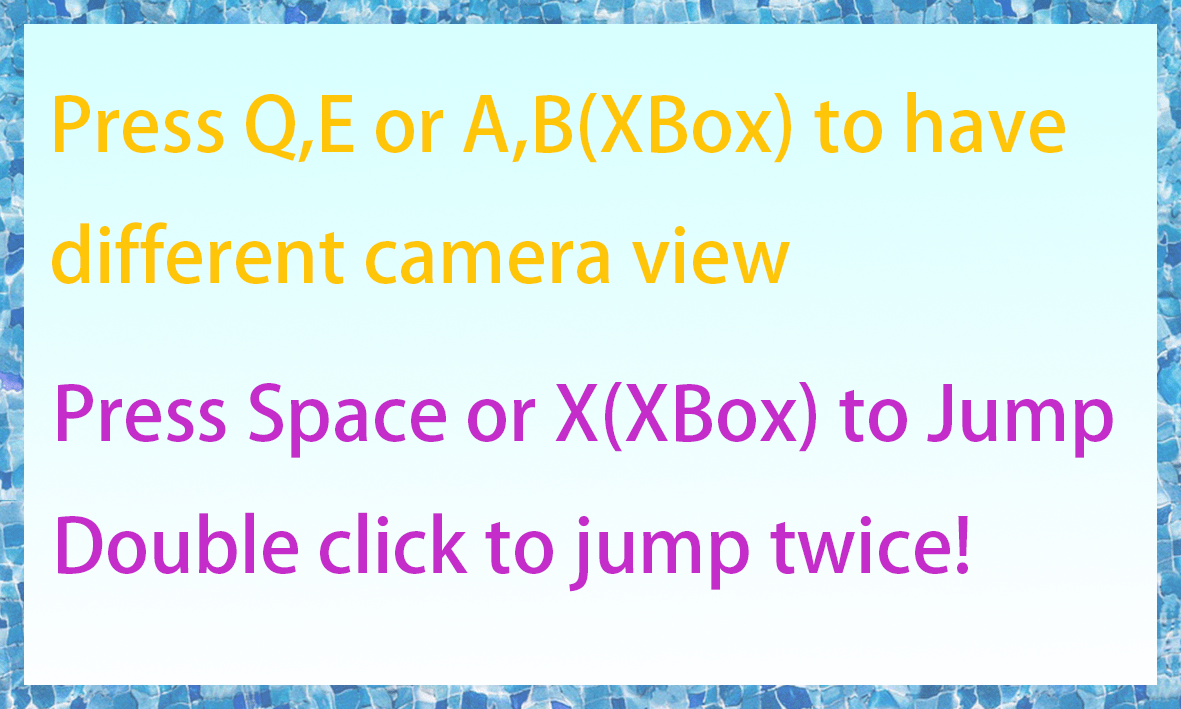 Press Q,E or A,B(XBox) to have
different camera view
Press Space or X(XBox) to Jump
Double click to jump twice!